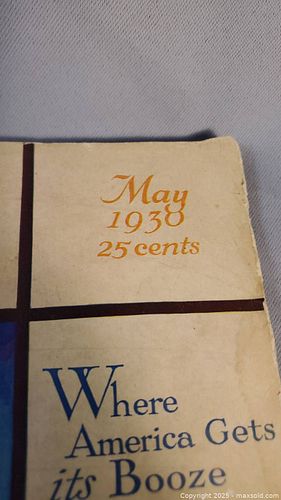 May
1930
25 cents
Where
America Gets
its Booze
Copyright © 2025 - maxsold.com